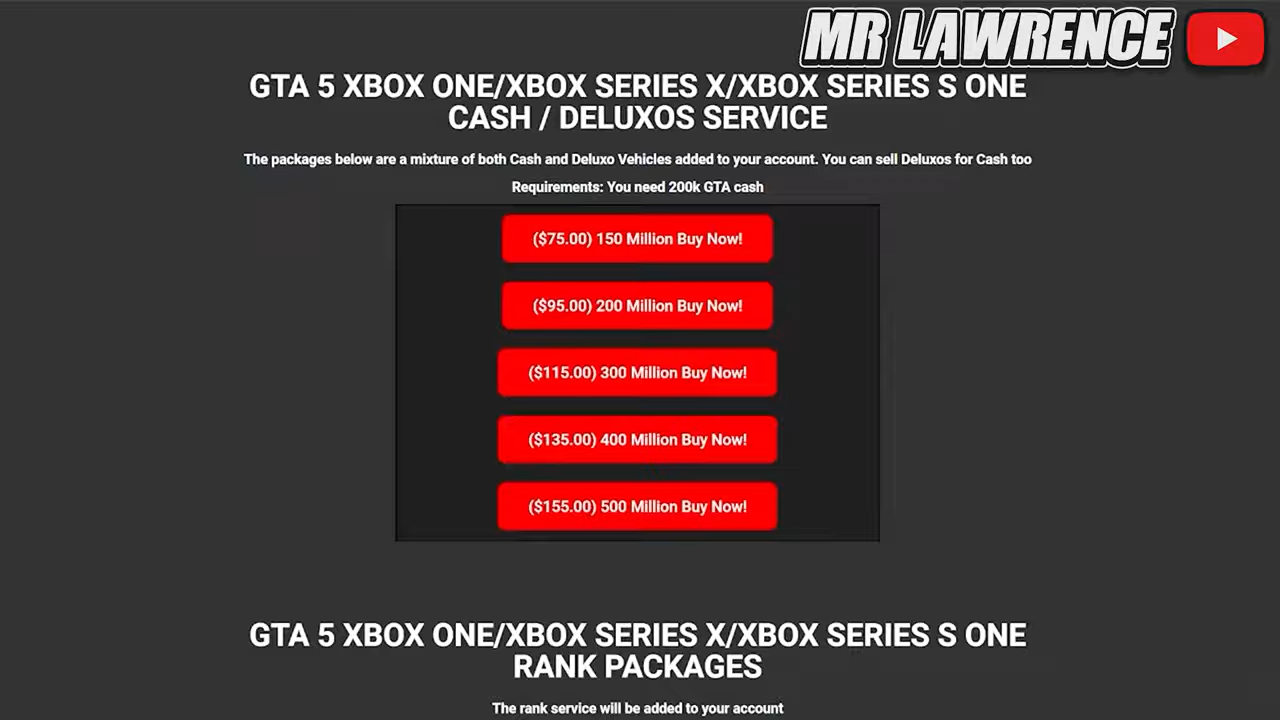 MR LAWRENCE
GTA 5 XBOX ONE/XBOX SERIES X/XBOX SERIES S ONE
CASH / DELUXOS SERVICE
The packages below are a mixture of both Cash and Deluxo Vehicles added to your account. You can sell Deluxos for Cash too
Requirements: You need 200k GTA cash
($75.00) 150 Million Buy Now!
($95.00) 200 Million Buy Now!
($115.00) 300 Million Buy Now!
($135.00) 400 Million Buy Now!
($155.00) 500 Million Buy Now!
GTA 5 XBOX ONE/XBOX SERIES X/XBOX SERIES S ONE
RANK PACKAGES
The rank service will be added to your account